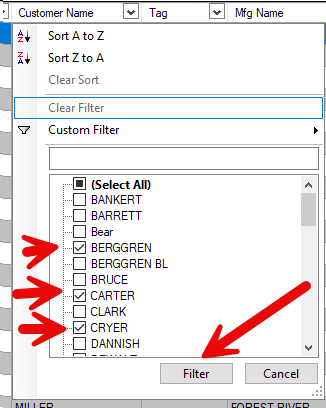 Customer Name Tag Mfg Name
Sort A to Z
Sort Z to A
Clear Sort
Clear Filter
Custom Filter
(Select All)
BANKERT
BARRETT
Bear
BERGGREN
BERGGREN BL
BRUCE
CARTER
CLARK
CRYER
DANNISH
Filter Cancel
MILLER FOREST RIVER